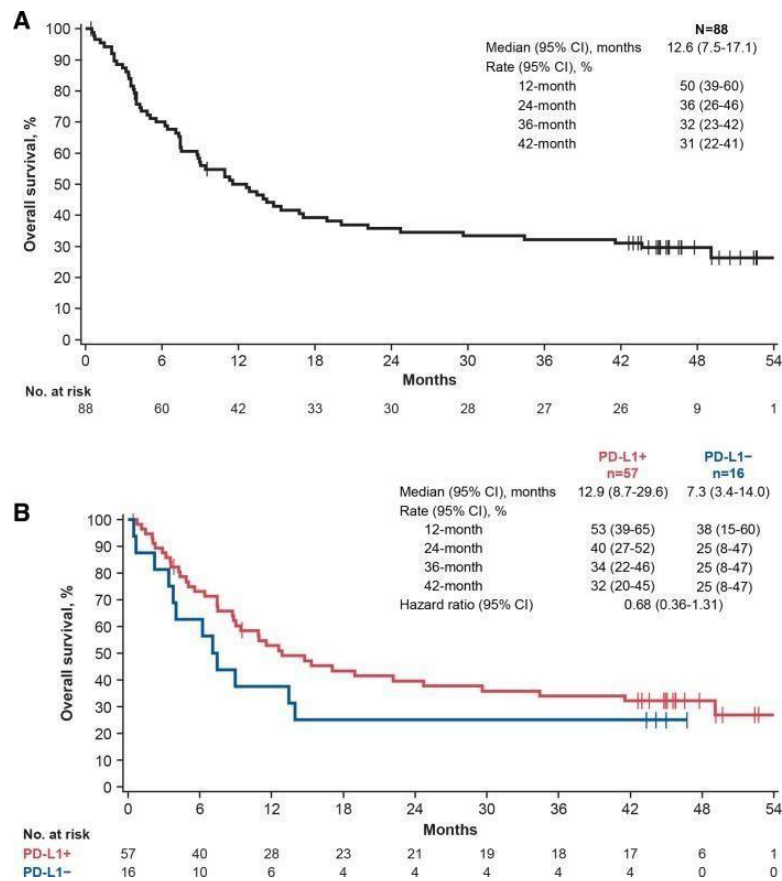 A
N=88
Median (95% CI), months 12.6 (7.5-17.1)
Rate (95% CI), %
12-month 50 (39-60)
24-month 36 (26-46)
36-month 32 (23-42)
42-month 31 (22-41)
Overall survival, %
100
90
80
70
60
50
40
30
20
10
0
0 6 12 18 24 30 36 42 48 54
Months
No. at risk
88 60 42 33 30 28 27 26 9 1
B
PD-L1+ PD-L1−
n=57 n=16
Median (95% CI), months 12.9 (8.7-29.6) 7.3 (3.4-14.0)
Rate (95% CI), %
12-month 53 (39-65) 38 (15-60)
24-month 40 (27-52) 25 (8-47)
36-month 34 (22-46) 25 (8-47)
42-month 32 (20-45) 25 (8-47)
Hazard ratio (95% CI) 0.68 (0.36-1.31)
Overall survival, %
100
90
80
70
60
50
40
30
20
10
0
0 6 12 18 24 30 36 42 48 54
Months
No. at risk
PD-L1+ 57 40 28 23 21 19 18 17 6 1
PD-L1− 16 10 6 4 4 4 4 4 0 0